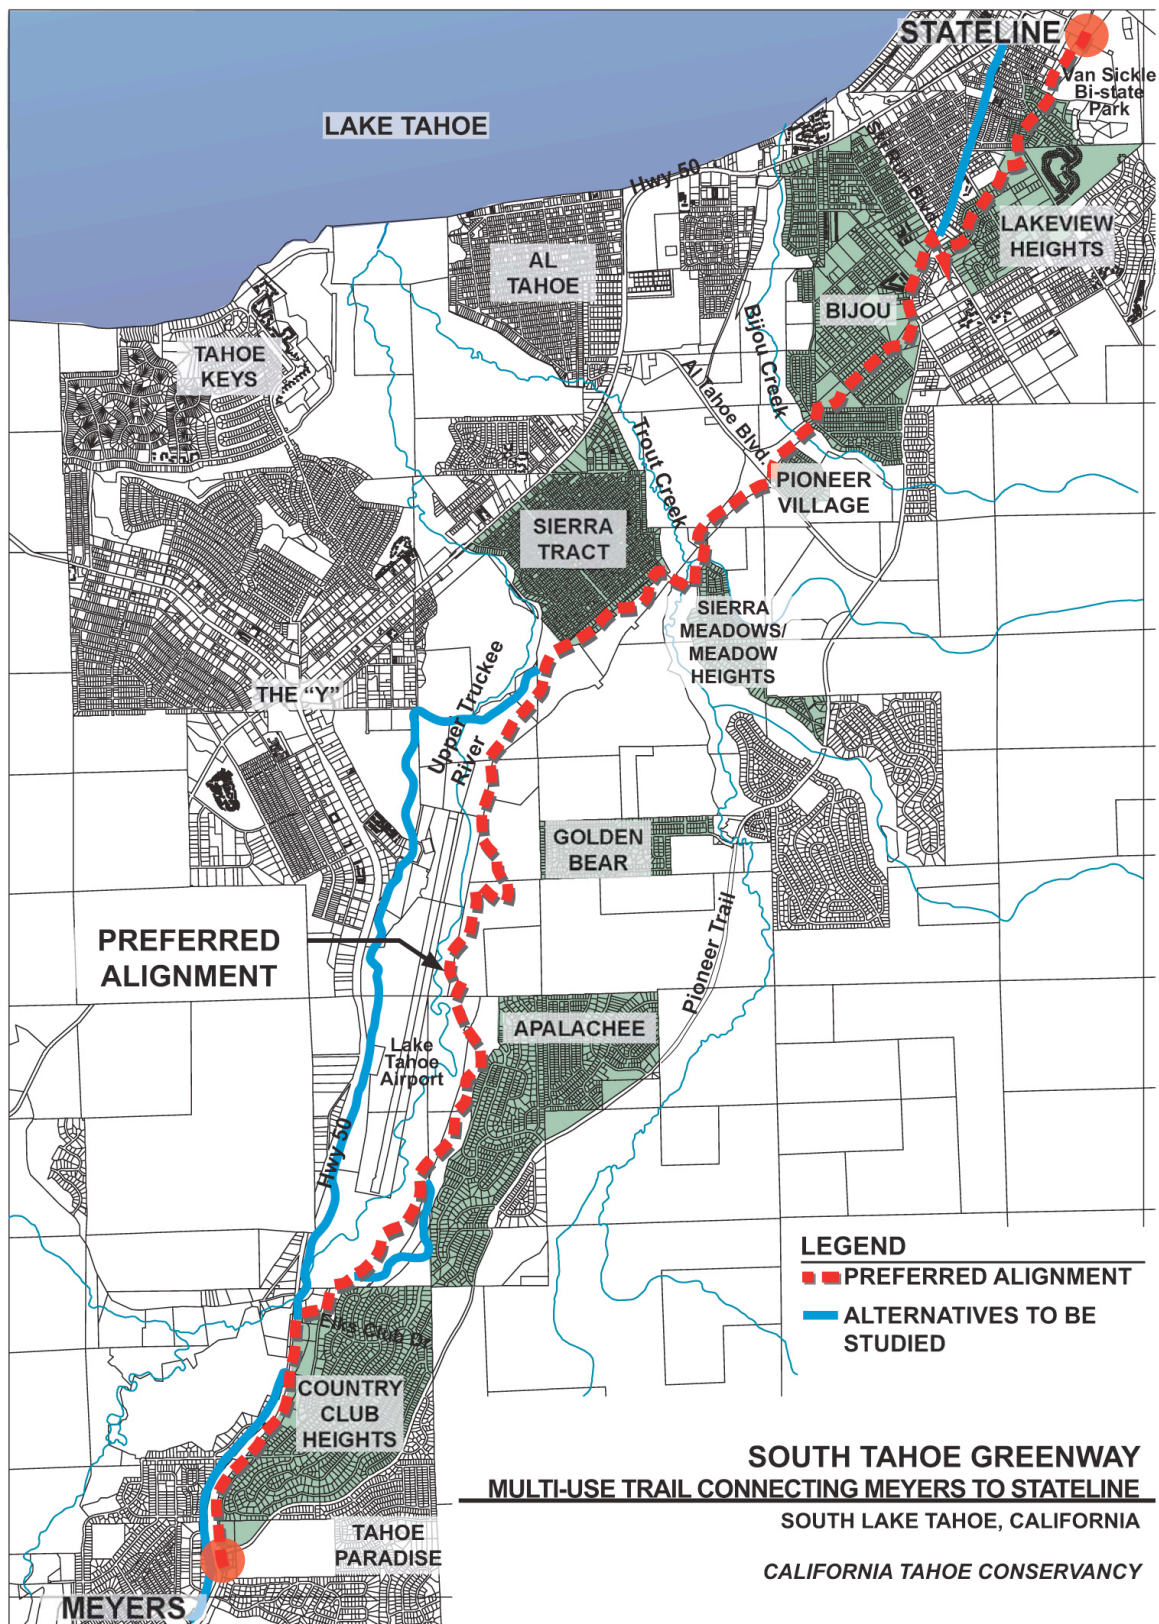 STATELINE
Van Sickle
Bi-state
Park
LAKE TAHOE
Hwy 50
Ski Run Blvd.
LAKEVIEW
HEIGHTS
AL
TAHOE
BIJOU
TAHOE
KEYS
Bijou Creek
Al Tahoe Blvd.
Trout Creek
PIONEER
VILLAGE
SIERRA
TRACT
SIERRA
MEADOWS/
MEADOW
HEIGHTS
THE “Y”
Upper Truckee
River
GOLDEN
BEAR
PREFERRED
ALIGNMENT
Pioneer Trail
APALACHEE
Lake
Tahoe
Airport
Hwy 50
LEGEND
PREFERRED ALIGNMENT
ALTERNATIVES TO BE
STUDIED
Elks Club Dr.
COUNTRY
CLUB
HEIGHTS
SOUTH TAHOE GREENWAY
MULTI-USE TRAIL CONNECTING MEYERS TO STATELINE
SOUTH LAKE TAHOE, CALIFORNIA
TAHOE
PARADISE
CALIFORNIA TAHOE CONSERVANCY
MEYERS